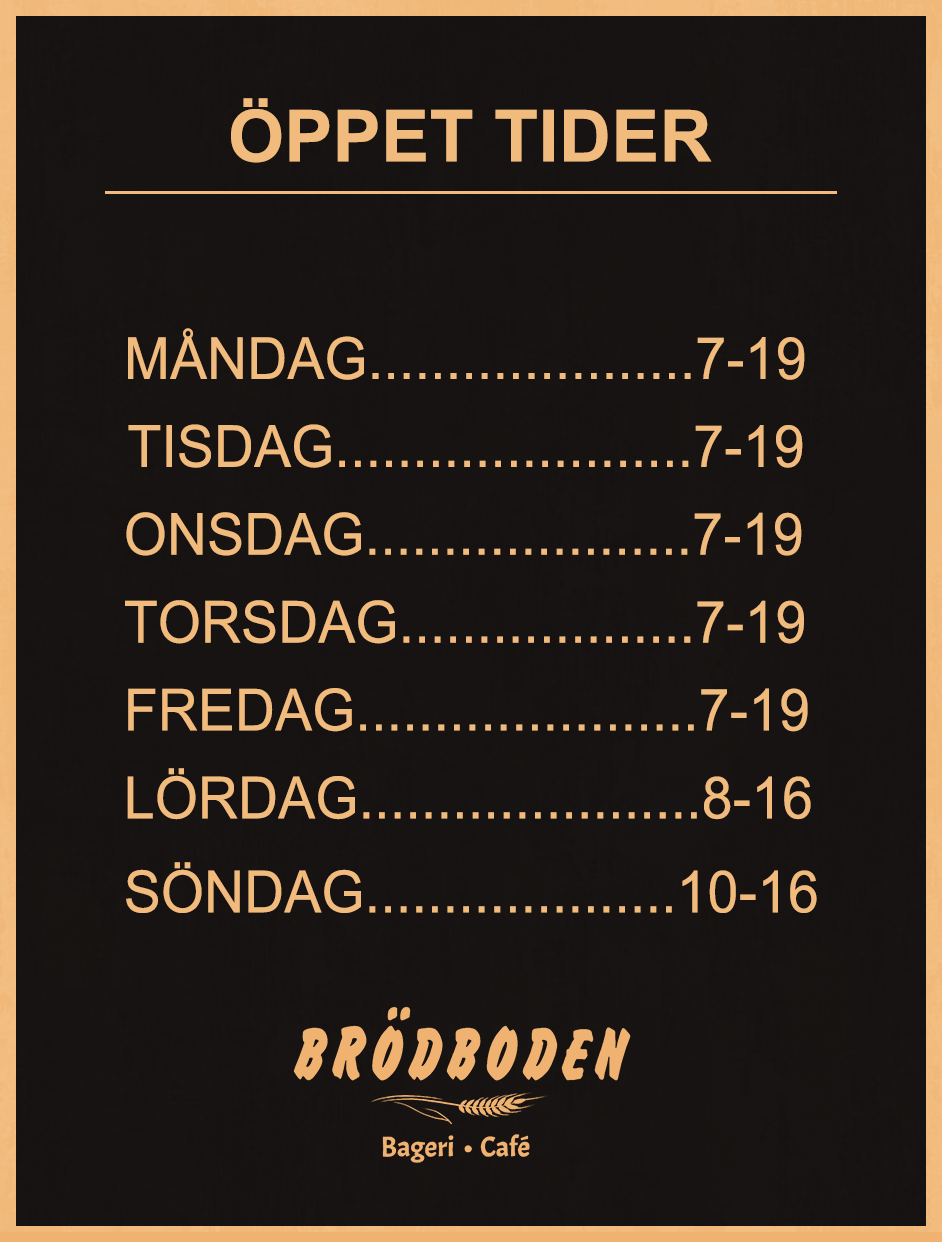 ÖPPET TIDER
MÅNDAG.....................7-19
TISDAG.......................7-19
ONSDAG.....................7-19
TORSDAG...................7-19
FREDAG......................7-19
LÖRDAG......................8-16
SÖNDAG....................10-16
BRÖDBODEN
Bageri • Café